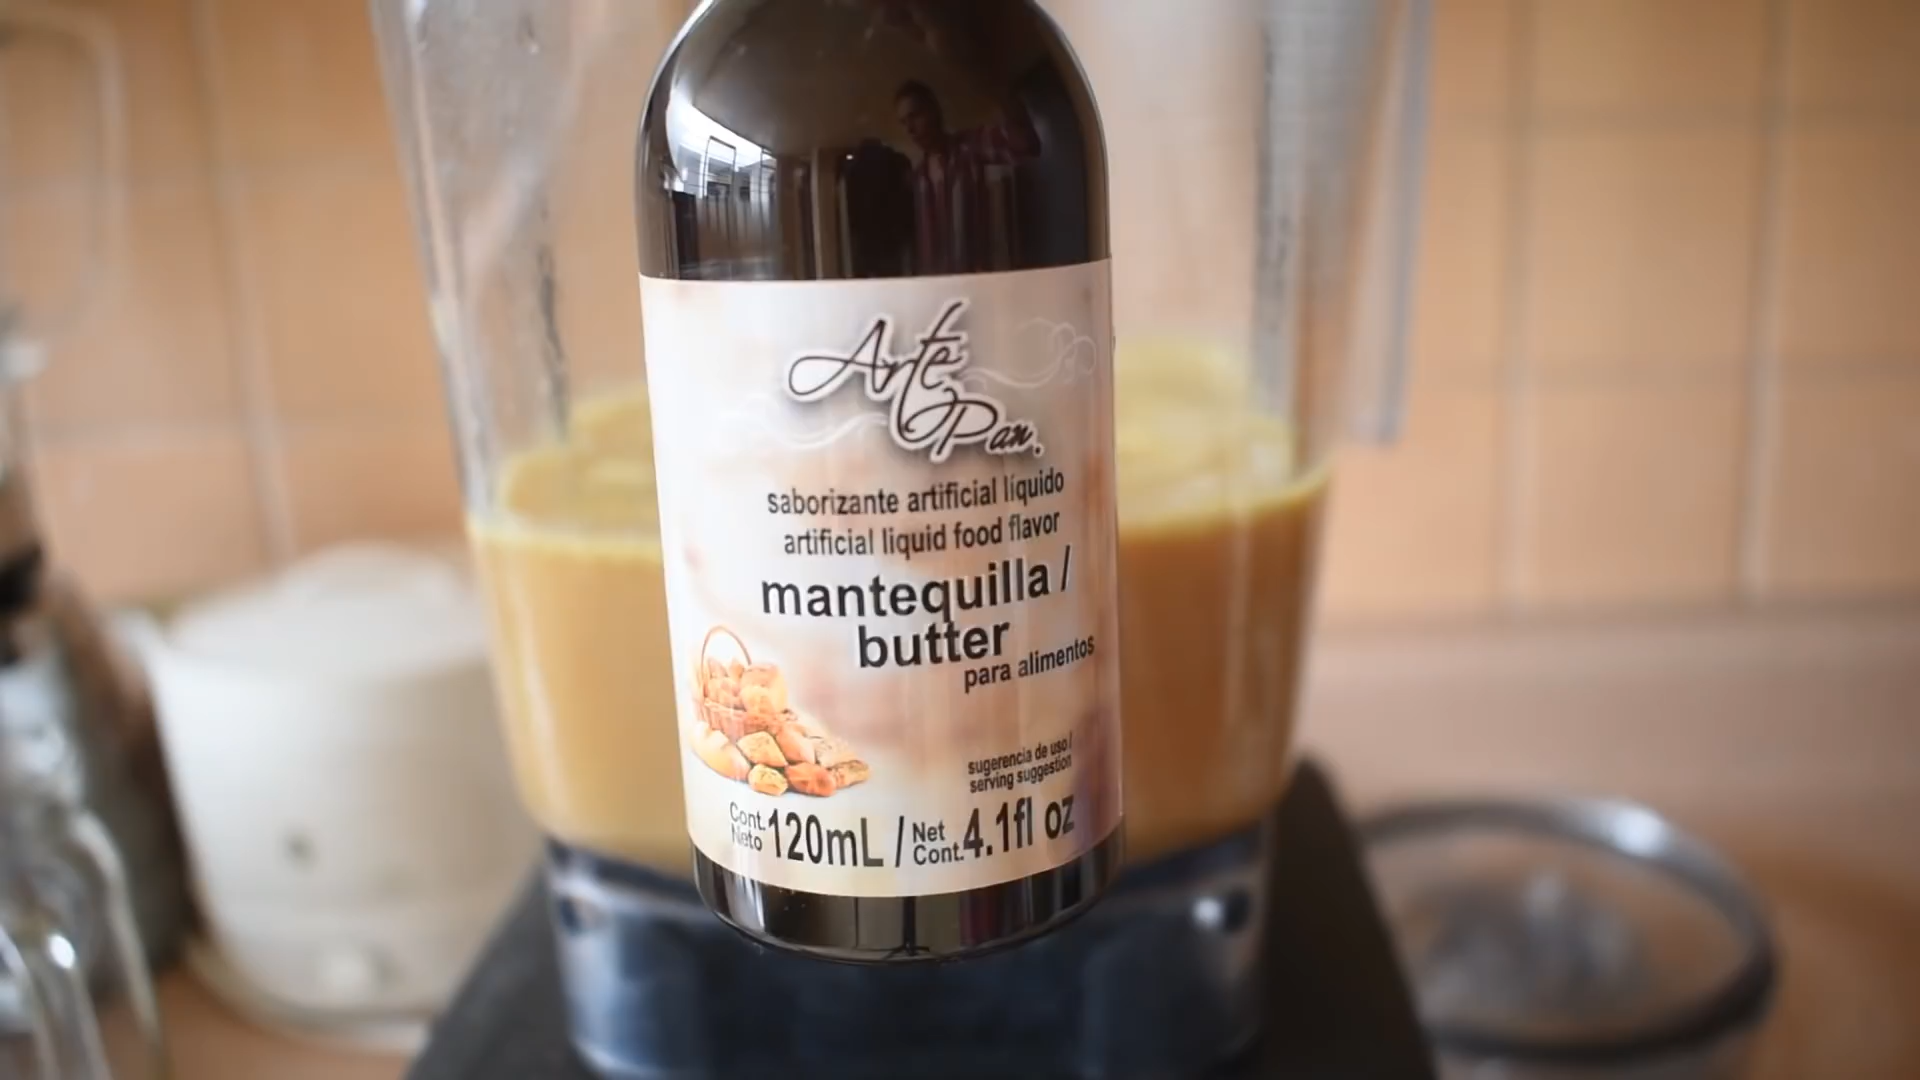 Arte
Pan.
saborizante artificial líquido
artificial liquid food flavor
mantequilla /
butter
para alimentos
sugerencia de uso /
serving suggestion
Cont. Neto 120mL / Net Cont. 4.1fl oz